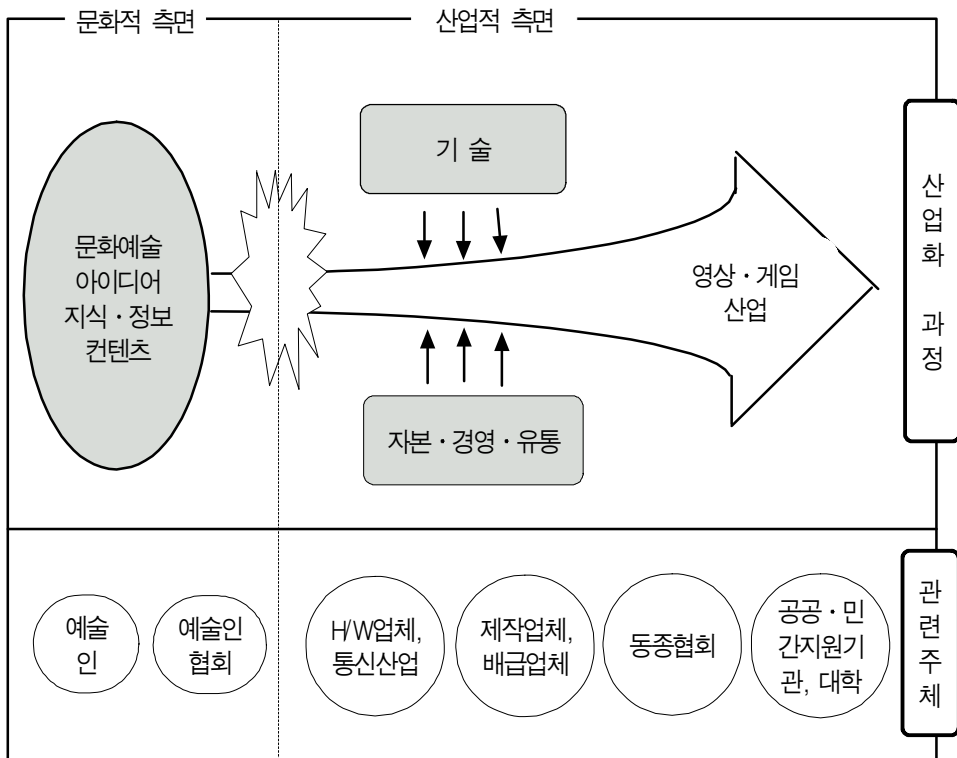 문화적 측면
산업적 측면
기 술
문화예술
아이디어
지식·정보
컨텐츠
영상·게임
산업
자본·경영·유통
산업화 과정
예술
인
예술인
협회
H/W업체,
통신산업
제작업체,
배급업체
동종협회
공공·민
간지원기
관, 대학
관련주체